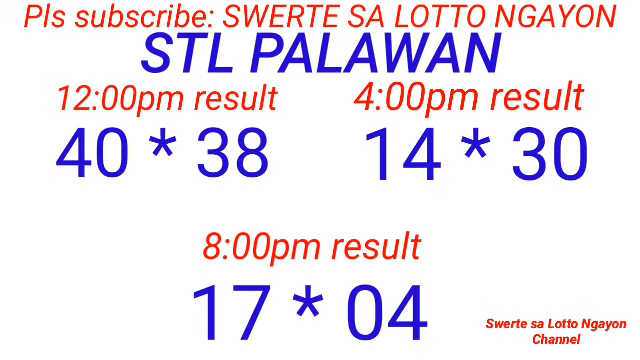 Pls subscribe: SWERTE SA LOTTO NGAYON
STL PALAWAN
12:00pm result
40 * 38
4:00pm result
14 * 30
8:00pm result
17 * 04
Swerte sa Lotto Ngayon
Channel